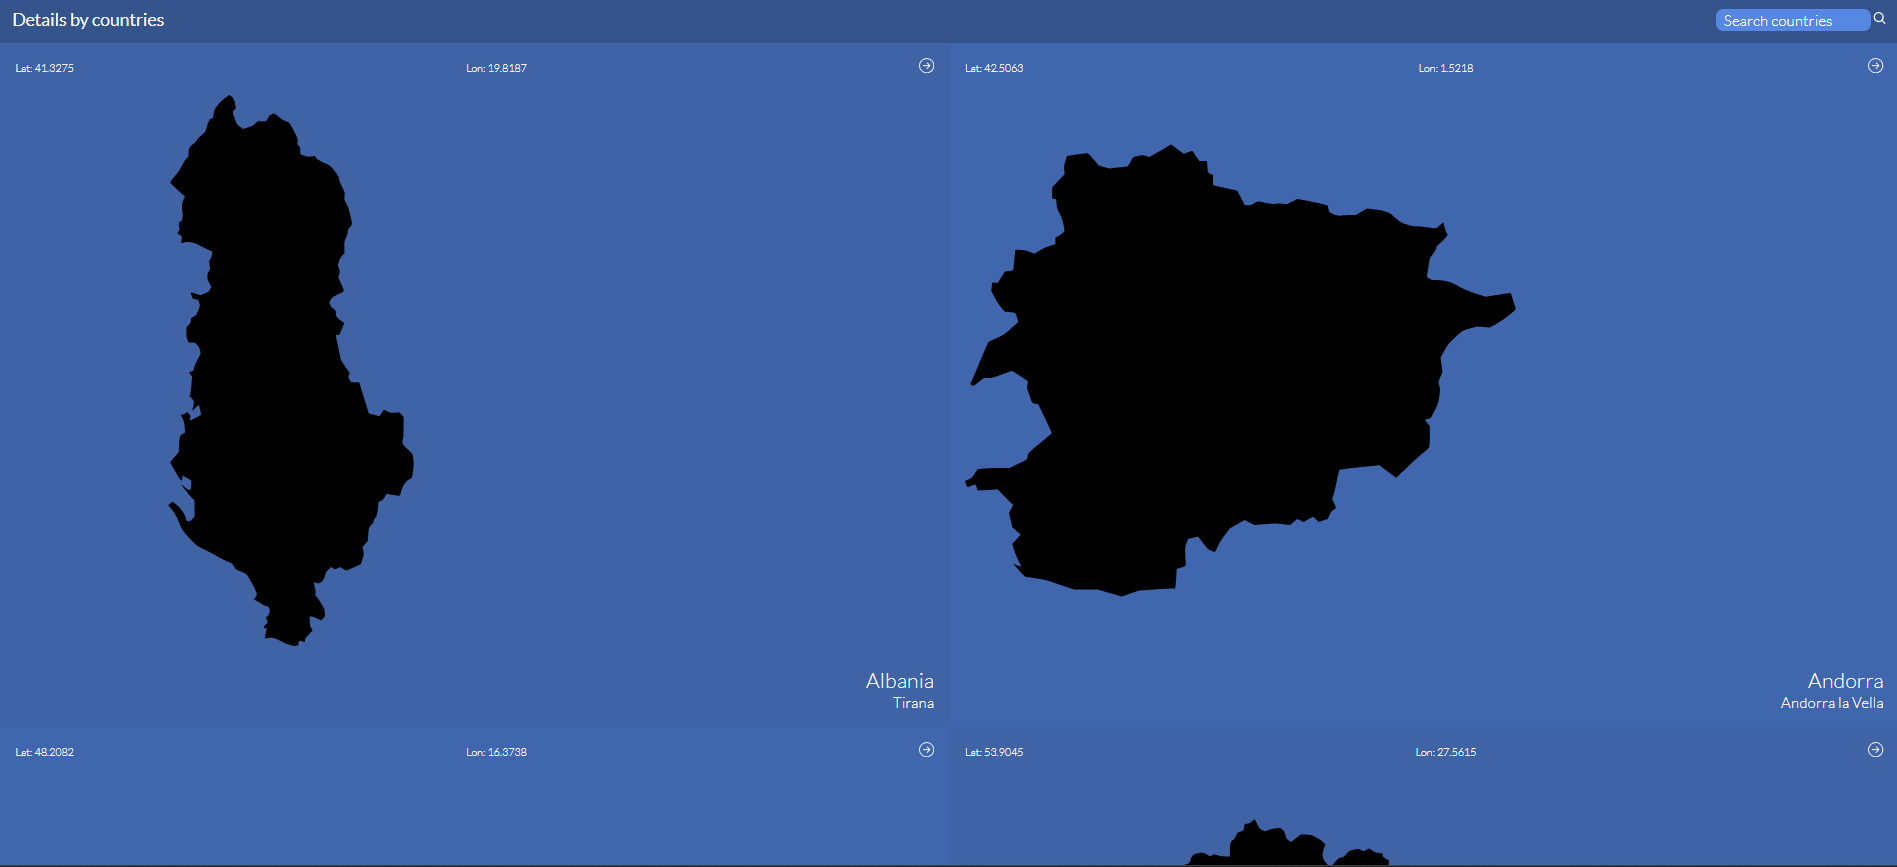 Details by countries
Search countries
Lat: 41.3275
Lon: 19.8187
Lat: 42.5063
Lon: 1.5218
Albania
Tirana
Andorra
Andorra la Vella
Lat: 48.2082
Lon: 16.3738
Lat: 53.9045
Lon: 27.5615